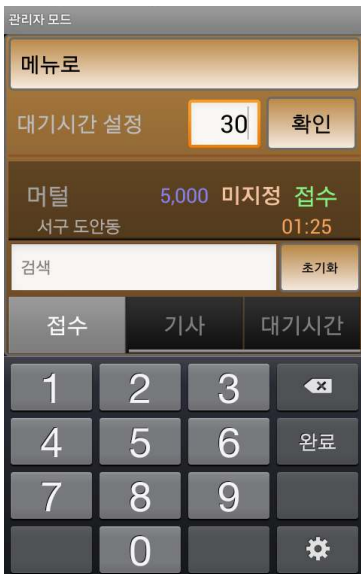 관리자 모드
메뉴로
대기시간 설정 30 확인
머털 5,000 미지정 접수
서구 도안동 01:25
검색 초기화
접수 기사 대기시간
1 2 3
4 5 6 완료
7 8 9
0